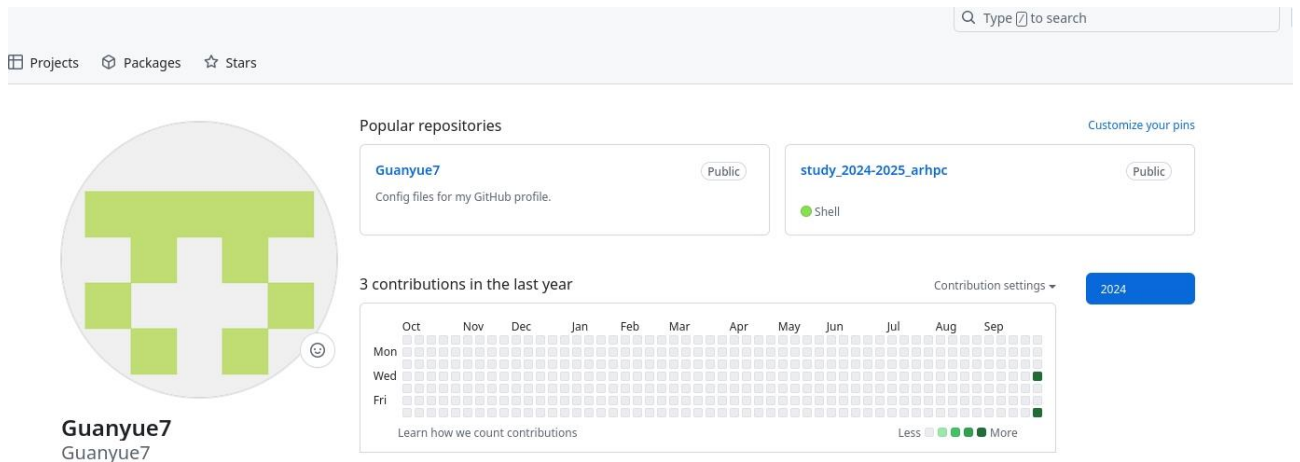 Type / to search
Projects Packages Stars
Popular repositories
Customize your pins
Guanyue7
Public
Config files for my GitHub profile.
study_2024-2025_arhpc
Public
Shell
3 contributions in the last year
Contribution settings
2024
Oct Nov Dec Jan Feb Mar Apr May Jun Jul Aug Sep
Mon
Wed
Fri
Learn how we count contributions
Less More
Guanyue7
Guanyue7